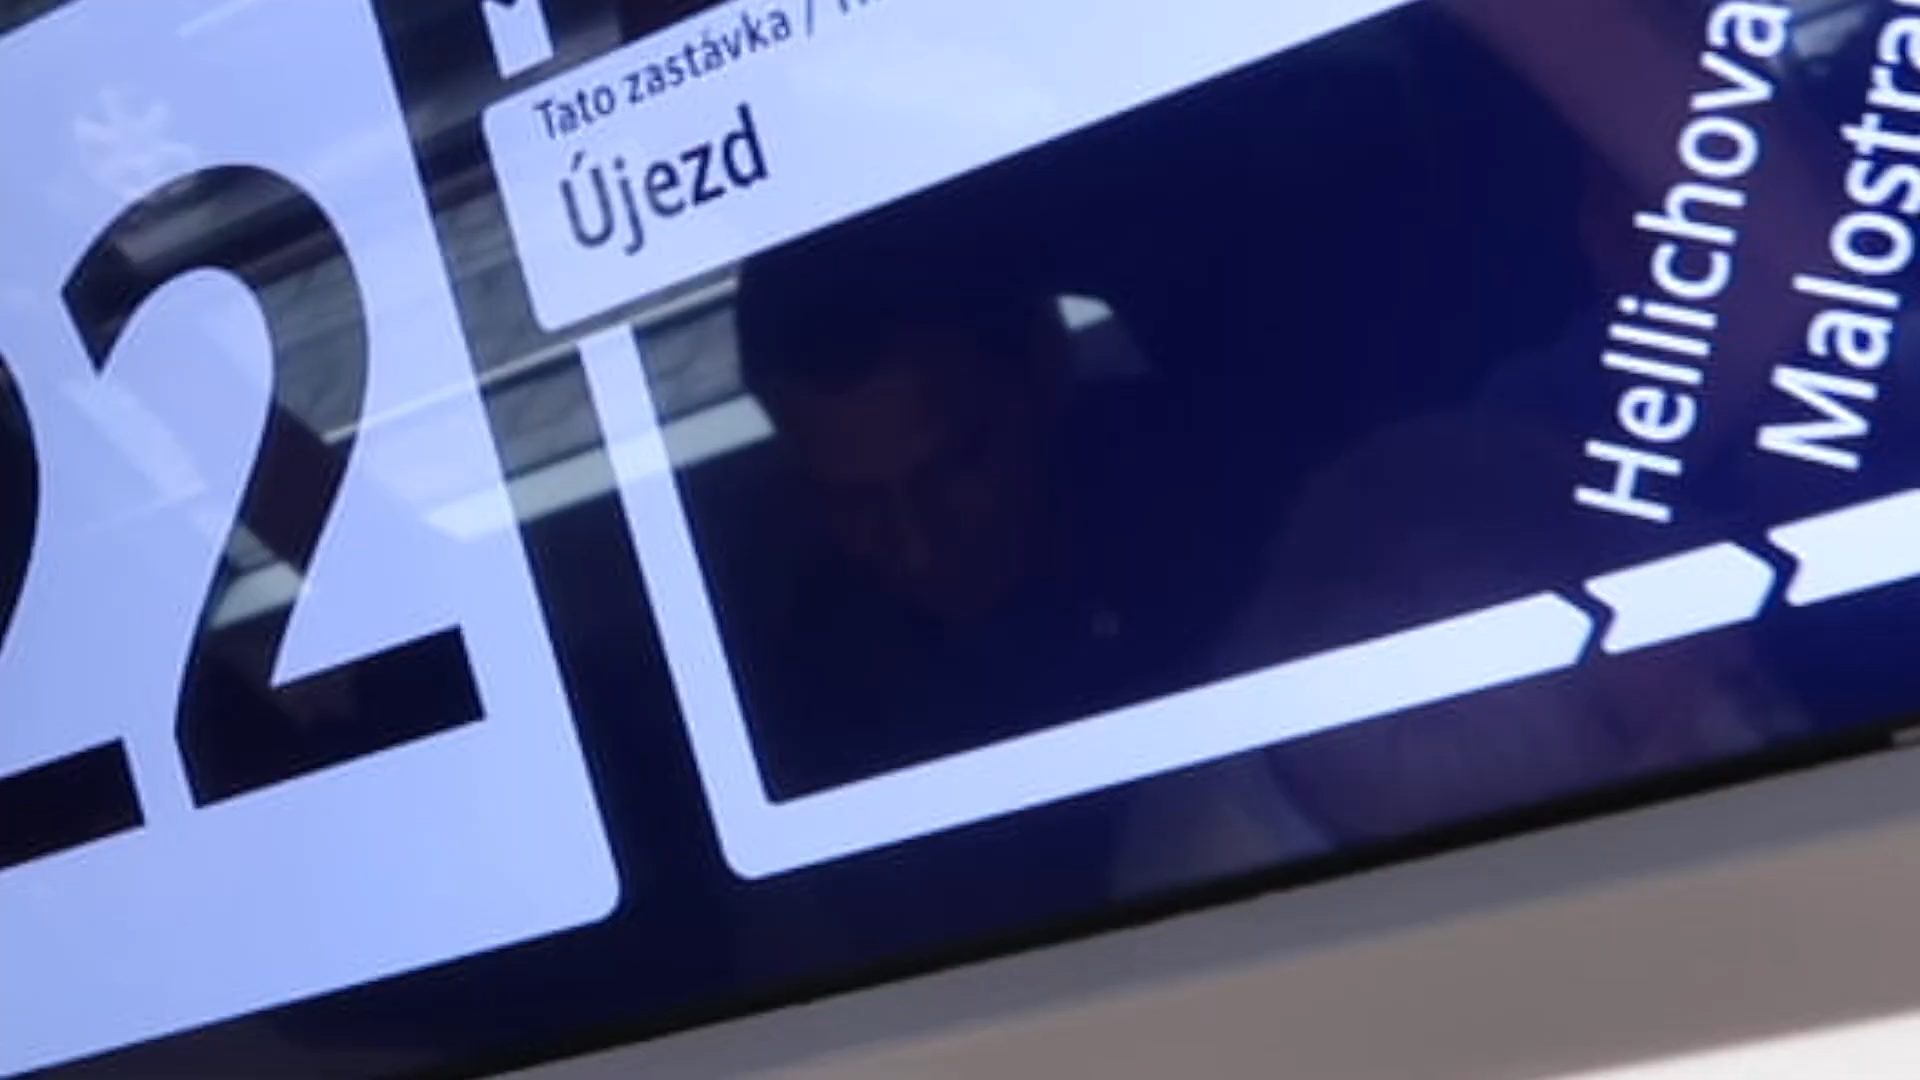 22
Tato zastávka /
Újezd
Hellichova